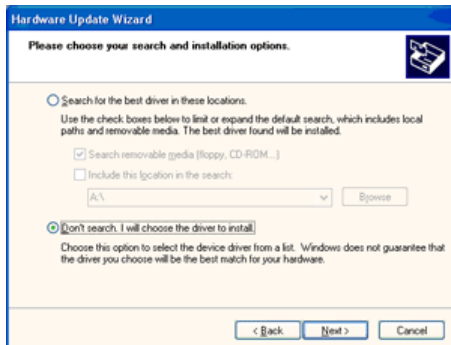 Hardware Update Wizard
Please choose your search and installation options.
Search for the best driver in these locations.
Use the check boxes below to limit or expand the default search, which includes local
paths and removable media. The best driver found will be installed.
Search removable media (floppy, CD-ROM...)
Include this location in the search:
A:\
Browse
Don't search. I will choose the driver to install.
Choose this option to select the device driver from a list. Windows does not guarantee that
the driver you choose will be the best match for your hardware.
< Back Next > Cancel